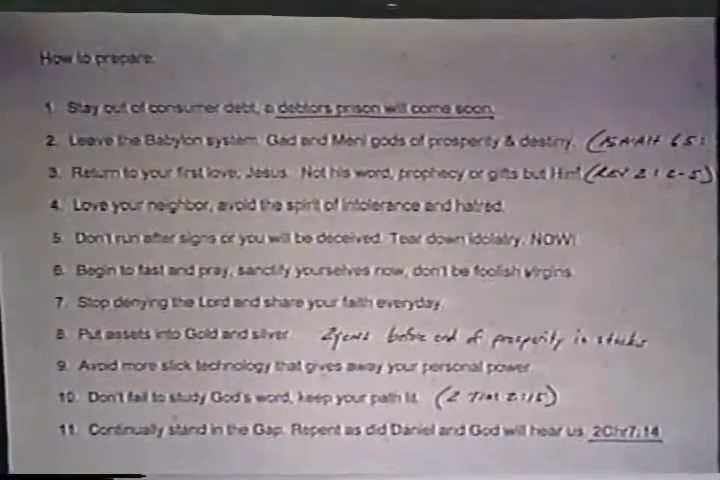 How to prepare:
1. Stay out of consumer debt, a debtors prison will come soon.
2. Leave the Babylon system. Gad and Meni gods of prosperity & destiny. (ISAIAH 65:
3. Return to your first love, Jesus. Not his word, prophecy or gifts but Him! (REV 2:2-5)
4. Love your neighbor, avoid the spirit of intolerance and hatred.
5. Don't run after signs or you will be deceived. Tear down idolatry, NOW!
6. Begin to fast and pray, sanctify yourselves now, don't be foolish virgins.
7. Stop denying the Lord and share your faith everyday.
8. Put assets into Gold and silver. 2 years before end of prosperity in stocks
9. Avoid more slick technology that gives away your personal power.
10. Don't fail to study God's word, keep your path lit. (2 TIM 2:15)
11. Continually stand in the Gap. Repent as did Daniel and God will hear us. 2Chr7:14